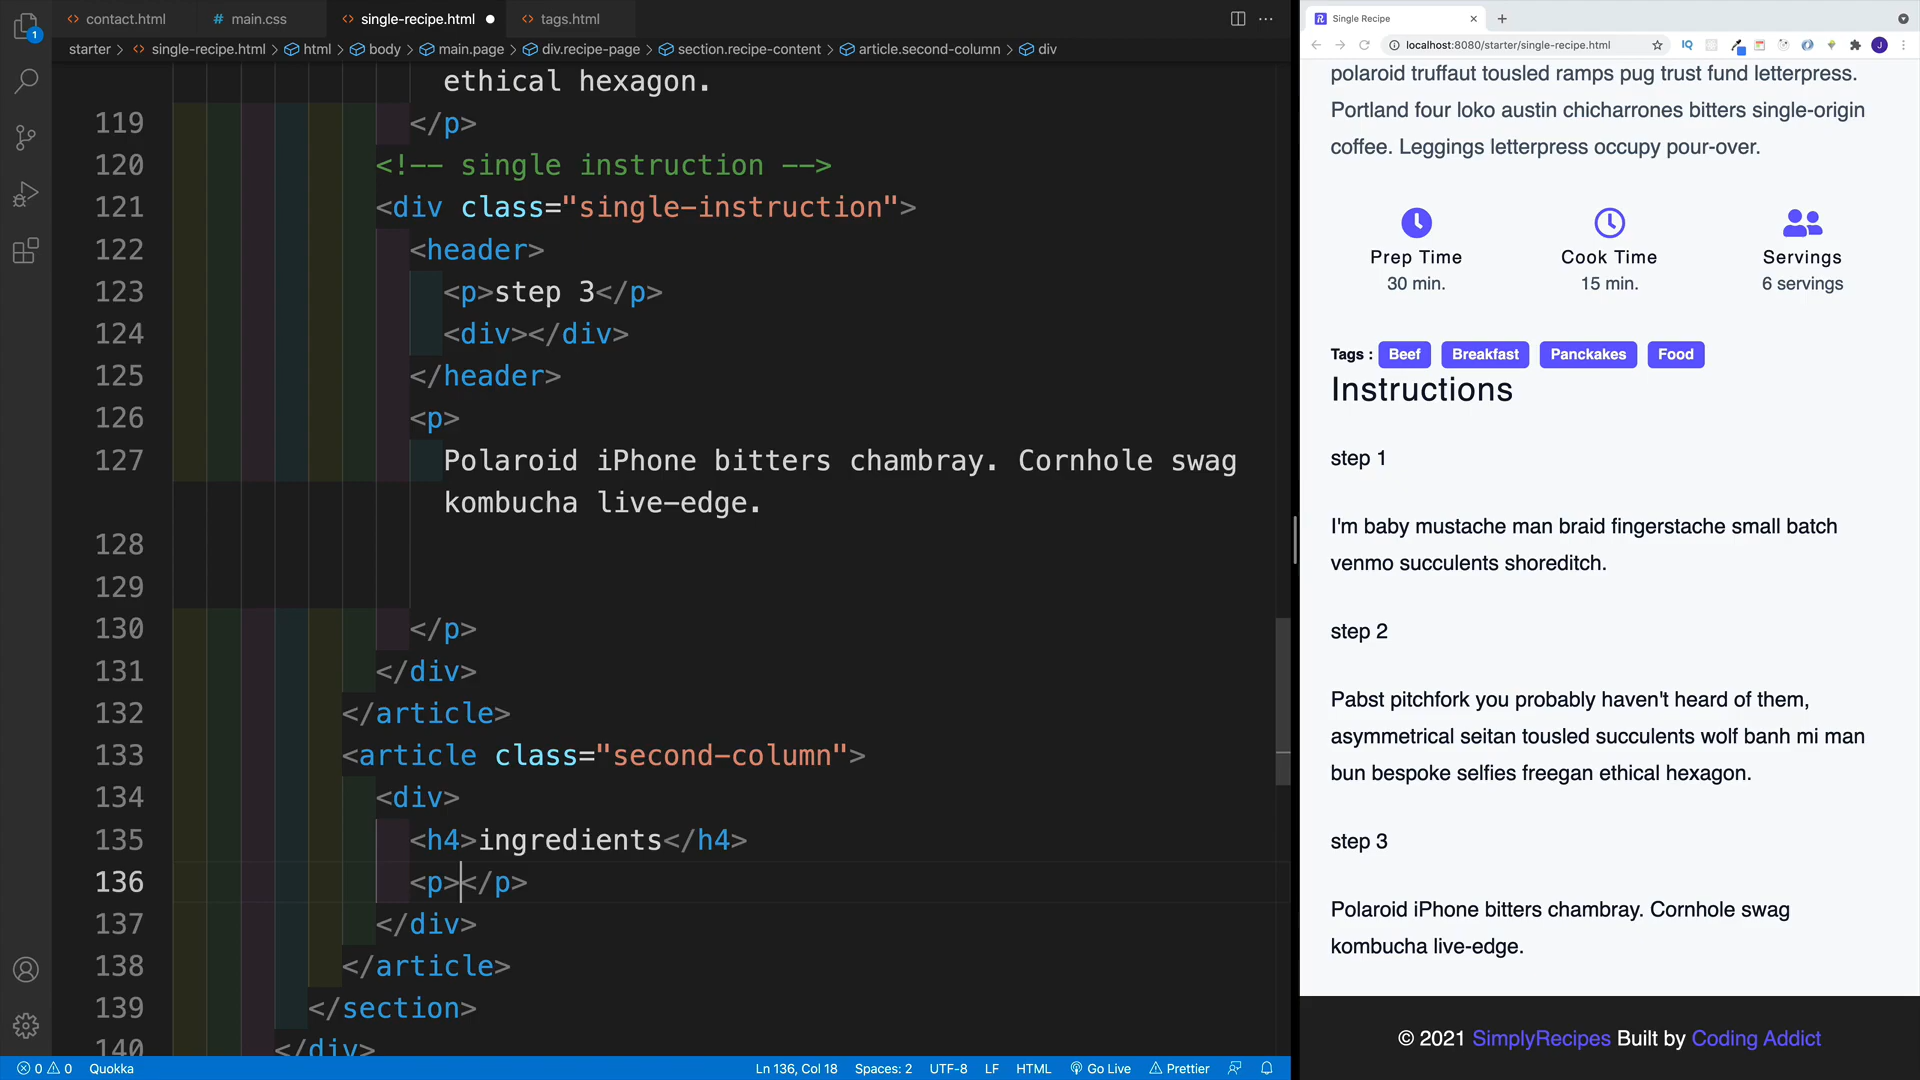 contact.html
main.css
single-recipe.html
tags.html
starter > single-recipe.html > html > body > main.page > div.recipe-page > section.recipe-content > article.second-column > div
ethical hexagon.
119 </p>
120 <!-- single instruction -->
121 <div class="single-instruction">
122 <header>
123 <p>step 3</p>
124 <div></div>
125 </header>
126 <p>
127 Polaroid iPhone bitters chambray. Cornhole swag
kombucha live-edge.
128
129
130 </p>
131 </div>
132 </article>
133 <article class="second-column">
134 <div>
135 <h4>ingredients</h4>
136 <p></p>
137 </div>
138 </article>
139 </section>
140 </div>
1
0 0 Quokka Ln 136, Col 18 Spaces: 2 UTF-8 LF HTML Go Live Prettier
Single Recipe
localhost:8080/starter/single-recipe.html
IQ
J
polaroid truffaut tousled ramps pug trust fund letterpress.
Portland four loko austin chicharrones bitters single-origin
coffee. Leggings letterpress occupy pour-over.
Prep Time
30 min.
Cook Time
15 min.
Servings
6 servings
Tags : Beef Breakfast Panckakes Food
Instructions
step 1
I'm baby mustache man braid fingerstache small batch
venmo succulents shoreditch.
step 2
Pabst pitchfork you probably haven't heard of them,
asymmetrical seitan tousled succulents wolf banh mi man
bun bespoke selfies freegan ethical hexagon.
step 3
Polaroid iPhone bitters chambray. Cornhole swag
kombucha live-edge.
© 2021 SimplyRecipes Built by Coding Addict